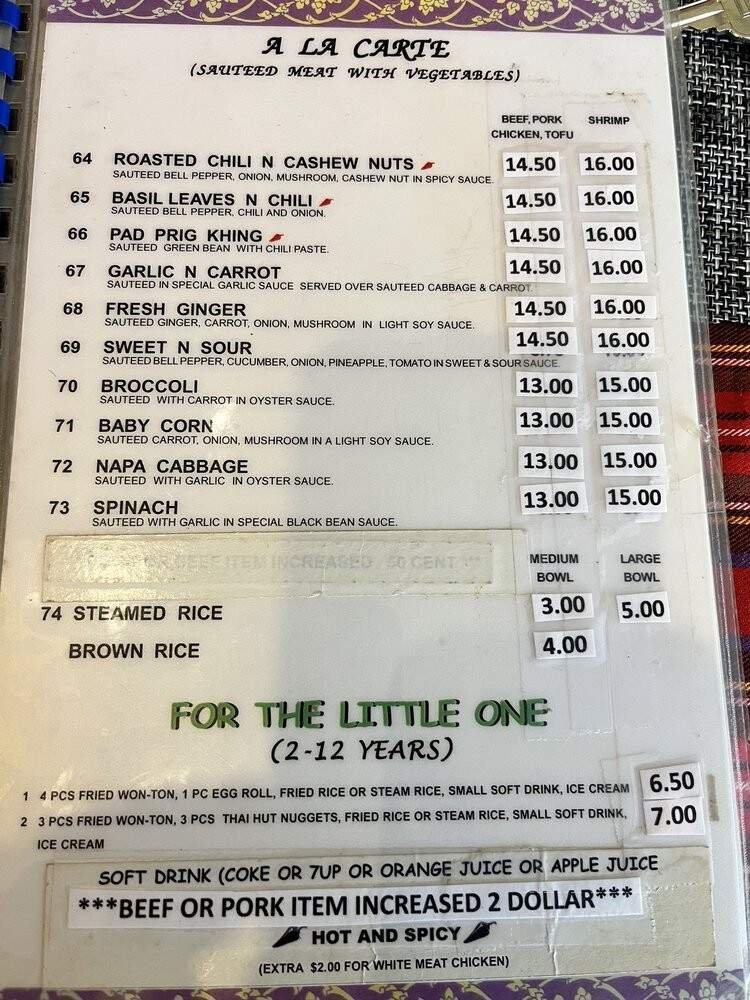 A LA CARTE
(SAUTEED MEAT WITH VEGETABLES)
BEEF, PORK SHRIMP
CHICKEN, TOFU
64 ROASTED CHILI N CASHEW NUTS 14.50 16.00
SAUTEED BELL PEPPER, ONION, MUSHROOM, CASHEW NUT IN SPICY SAUCE.
65 BASIL LEAVES N CHILI 14.50 16.00
SAUTEED BELL PEPPER, CHILI AND ONION.
66 PAD PRIG KHING 14.50 16.00
SAUTEED GREEN BEAN WITH CHILI PASTE.
67 GARLIC N CARROT 14.50 16.00
SAUTEED IN SPECIAL GARLIC SAUCE SERVED OVER SAUTEED CABBAGE & CARROT
68 FRESH GINGER 14.50 16.00
SAUTEED GINGER, CARROT, ONION, MUSHROOM IN LIGHT SOY SAUCE.
69 SWEET N SOUR 14.50 16.00
SAUTEED BELL PEPPER, CUCUMBER, ONION, PINEAPPLE, TOMATO IN SWEET & SOUR SAUCE.
70 BROCCOLI 13.00 15.00
SAUTEED WITH CARROT IN OYSTER SAUCE.
71 BABY CORN 13.00 15.00
SAUTEED CARROT, ONION, MUSHROOM IN A LIGHT SOY SAUCE.
72 NAPA CABBAGE 13.00 15.00
SAUTEED WITH GARLIC IN OYSTER SAUCE.
73 SPINACH 13.00 15.00
SAUTEED WITH GARLIC IN SPECIAL BLACK BEAN SAUCE.
OR BEEF ITEM INCREASED 50 CENT
MEDIUM LARGE
BOWL BOWL
74 STEAMED RICE 3.00 5.00
BROWN RICE 4.00
FOR THE LITTLE ONE
(2-12 YEARS)
1 4 PCS FRIED WON-TON, 1 PC EGG ROLL, FRIED RICE OR STEAM RICE, SMALL SOFT DRINK, ICE CREAM 6.50
2 3 PCS FRIED WON-TON, 3 PCS THAI HUT NUGGETS, FRIED RICE OR STEAM RICE, SMALL SOFT DRINK, 7.00
ICE CREAM
SOFT DRINK (COKE OR 7UP OR ORANGE JUICE OR APPLE JUICE
***BEEF OR PORK ITEM INCREASED 2 DOLLAR***
HOT AND SPICY
(EXTRA $2.00 FOR WHITE MEAT CHICKEN)